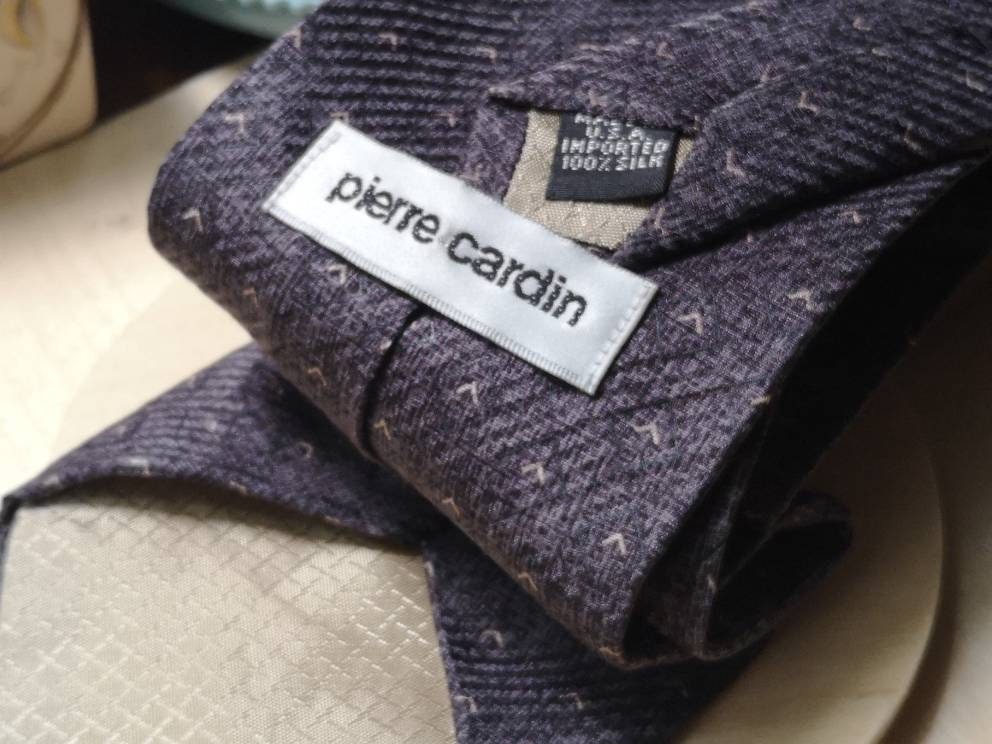 U.S.A.
IMPORTED
100% SILK
pierre cardin